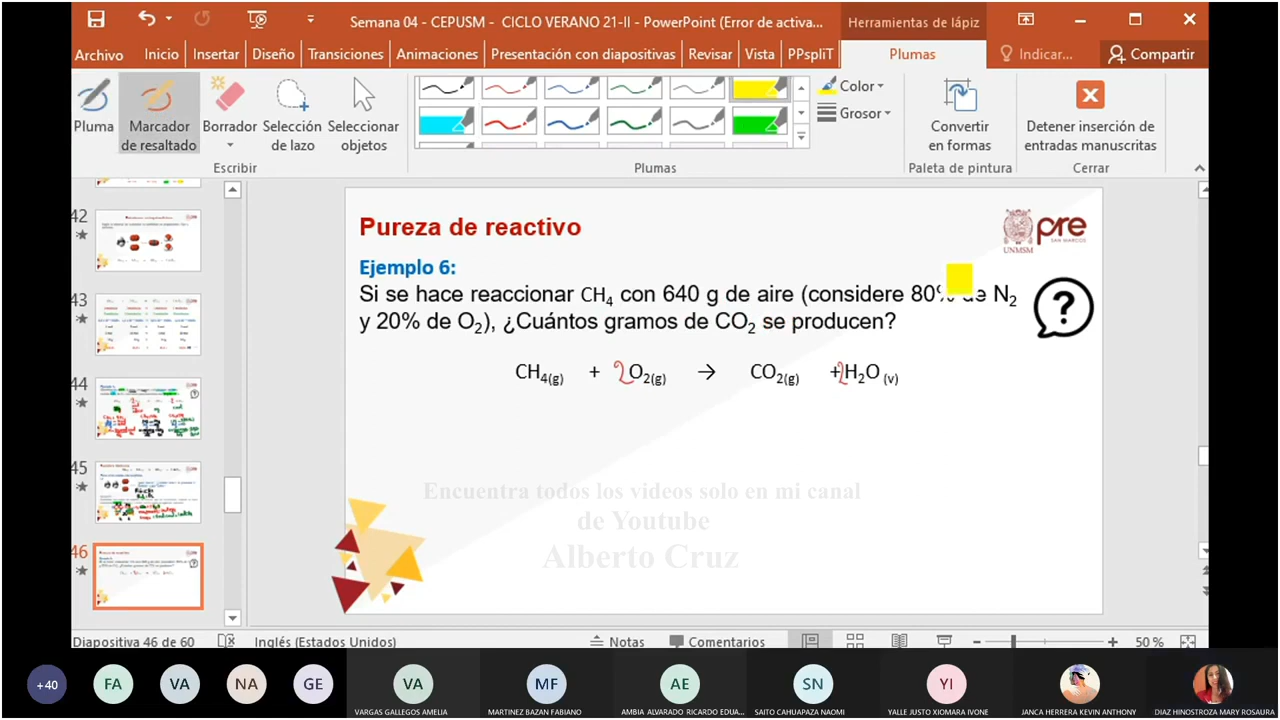 Semana 04 - CEPUSM - CICLO VERANO 21-II - PowerPoint (Error de activa...
Herramientas de lápiz
Archivo
Inicio
Insertar
Diseño
Transiciones
Animaciones
Presentación con diapositivas
Revisar
Vista
PPspliT
Plumas
Indicar...
Compartir
Pluma
Marcador
de resaltado
Borrador
Selección
de lazo
Seleccionar
objetos
Color
Grosor
Convertir
en formas
Detener inserción de
entradas manuscritas
Escribir
Plumas
Paleta de pintura
Cerrar
42
43
44
45
46
Pureza de reactivo
UNMSM
pre
SAN MARCOS
Ejemplo 6:
Si se hace reaccionar CH4 con 640 g de aire (considere 80% de N2
y 20% de O2), ¿Cuántos gramos de CO2 se producen?
?
CH4(g) + 2O2(g) → CO2(g) +2H2O (v)
Encuentra videos solo en mi
de Youtube
Alberto Cruz
Diapositiva 46 de 60
Inglés (Estados Unidos)
Notas
Comentarios
50 %
+40
FA
VA
NA
GE
VA
MF
AE
SN
YI
VARGAS GALLEGOS AMELIA
MARTINEZ BAZAN FABIANO
AMBIA ALVARADO RICARDO EDUA...
SAITO CAHUAPAZA NAOMI
YALLE JUSTO XIOMARA IVONE
JANCA HERRERA KEVIN ANTHONY
DIAZ HINOSTROZA MARY ROSAURA